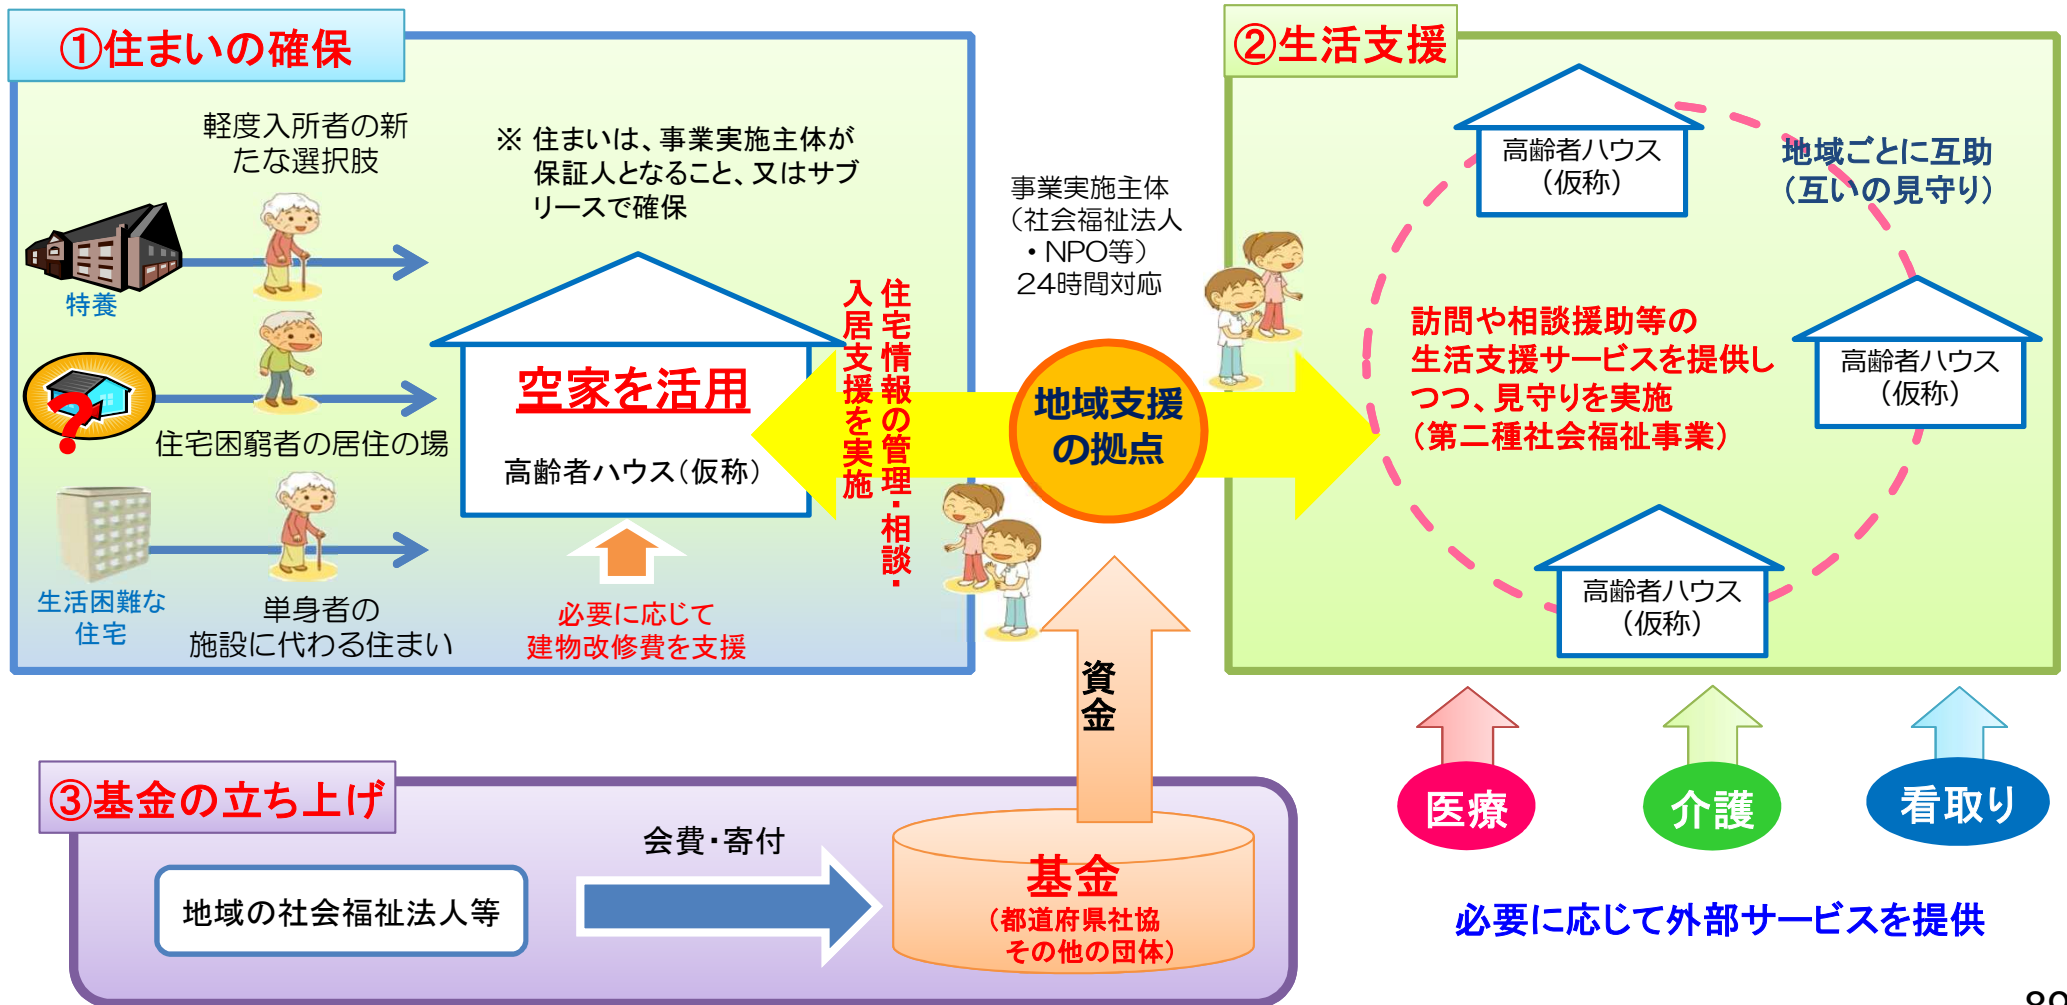 ①住まいの確保
軽度入所者の新
たな選択肢
※ 住まいは、事業実施主体が
保証人となること、又はサブ
リースで確保
特養
住宅困窮者の居住の場
生活困難な
住宅
単身者の
施設に代わる住まい
空家を活用
高齢者ハウス(仮称)
必要に応じて
建物改修費を支援
住宅情報の管理・相談・
入居支援を実施
事業実施主体
(社会福祉法人
・NPO等)
24時間対応
地域支援
の拠点
②生活支援
高齢者ハウス
(仮称)
地域ごとに互助
(互いの見守り)
訪問や相談援助等の
生活支援サービスを提供し
つつ、見守りを実施
(第二種社会福祉事業)
高齢者ハウス
(仮称)
高齢者ハウス
(仮称)
資金
③基金の立ち上げ
地域の社会福祉法人等
会費・寄付
基金
(都道府県社協
その他の団体)
医療
介護
看取り
必要に応じて外部サービスを提供